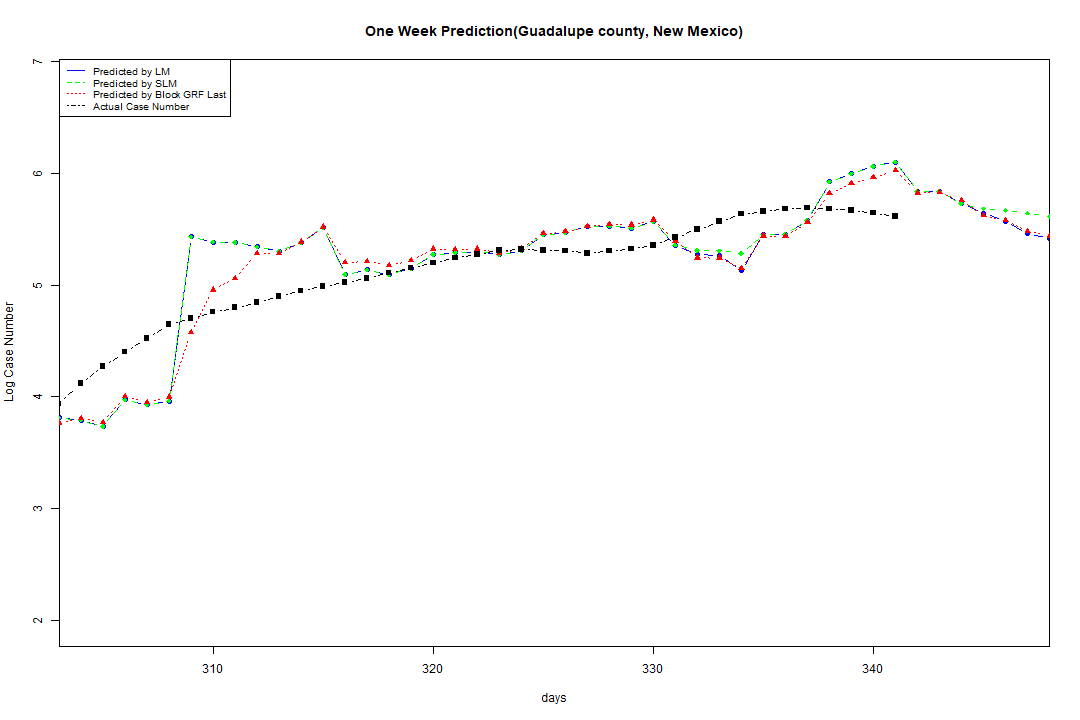 One Week Prediction(Guadalupe county, New Mexico)
Predicted by LM
Predicted by SLM
Predicted by Block GRF Last
Actual Case Number
7
6
5
4
3
2
Log Case Number
310 320 330 340
days